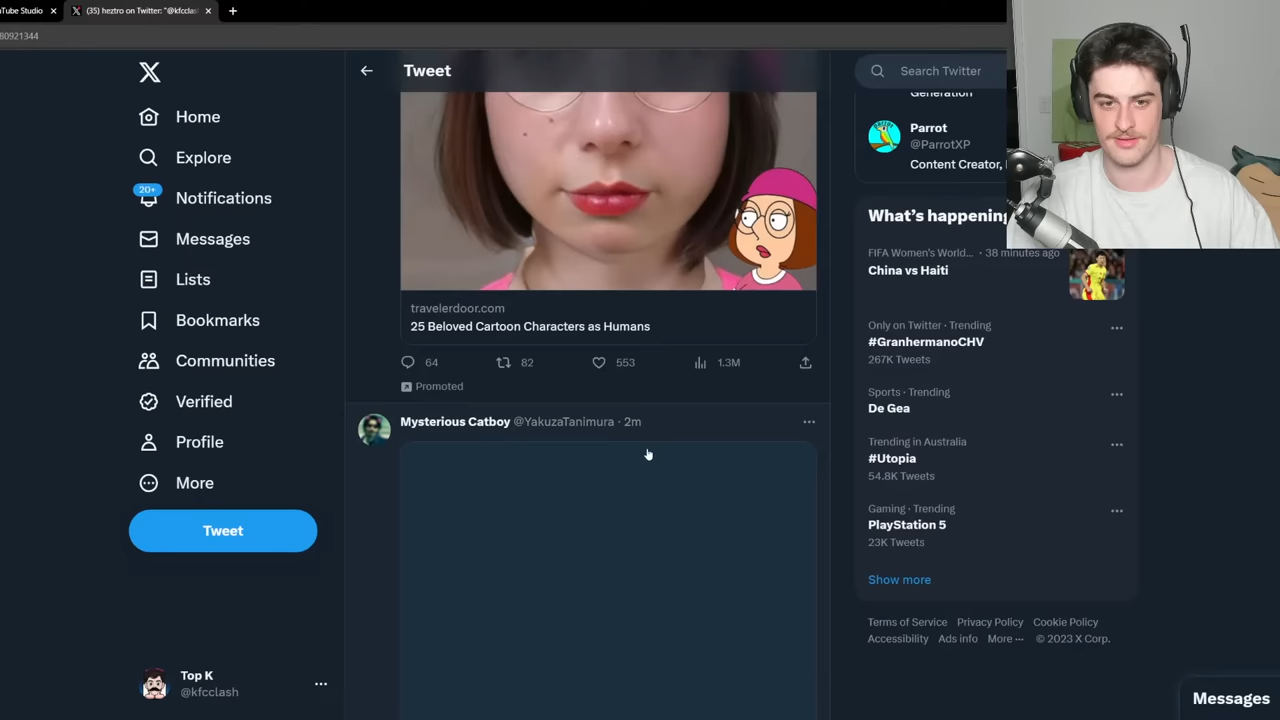 Tube Studio
(35) heztro on Twitter: "@kfcclas
80921344
Home
Explore
20+
Notifications
Messages
Lists
Bookmarks
Communities
Verified
Profile
More
Tweet
Top K
@kfcclash
Tweet
travelerdoor.com
25 Beloved Cartoon Characters as Humans
64
82
553
1.3M
Promoted
Mysterious Catboy @YakuzaTanimura · 2m
Search Twitter
Generation
Parrot
@ParrotXP
Content Creator,
What's happening
FIFA Women's World... · 38 minutes ago
China vs Haiti
Only on Twitter · Trending
#GranhermanoCHV
267K Tweets
Sports · Trending
De Gea
Trending in Australia
#Utopia
54.8K Tweets
Gaming · Trending
PlayStation 5
23K Tweets
Show more
Terms of Service Privacy Policy Cookie Policy
Accessibility Ads info More ··· © 2023 X Corp.
Messages